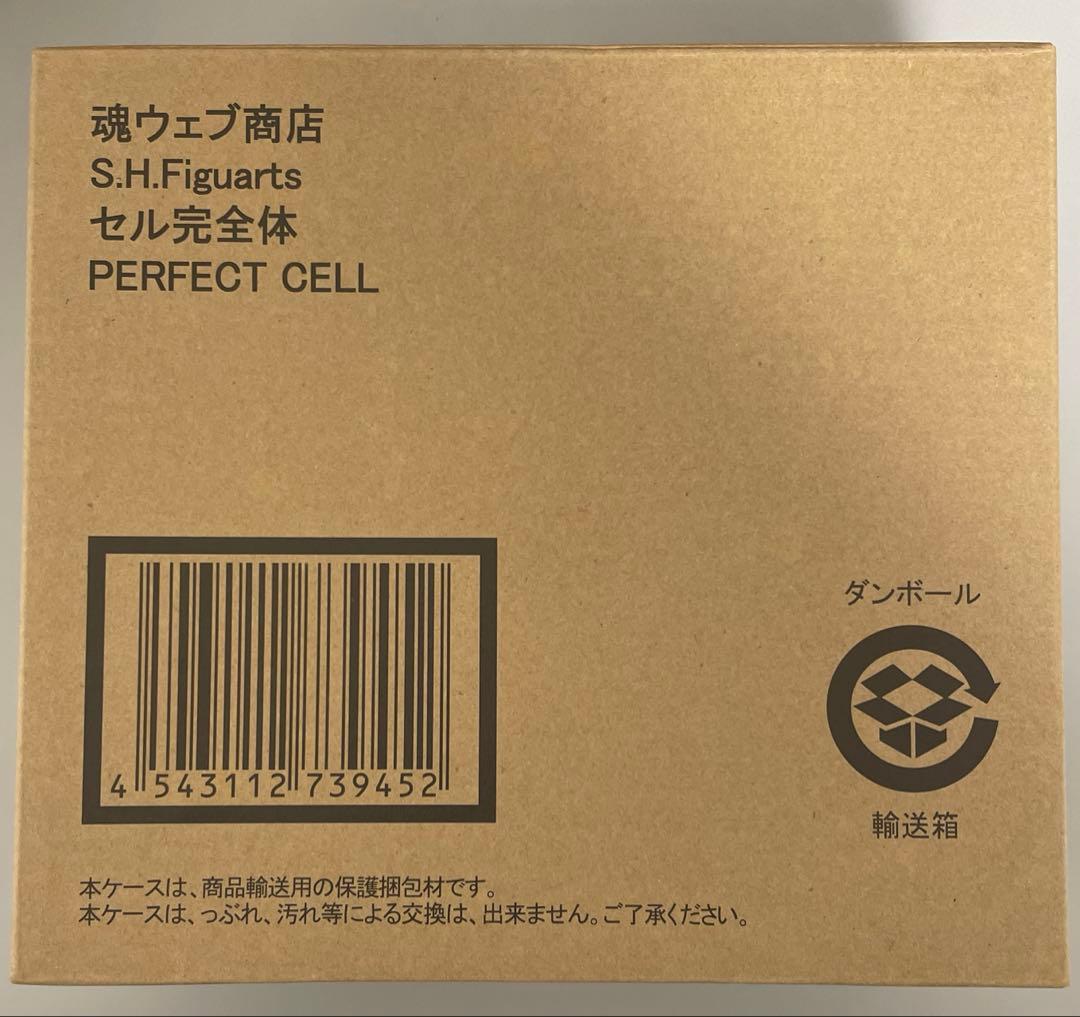 魂ウェブ商店
S.H.Figuarts
セル完全体
PERFECT CELL
4 543112 739452
ダンボール
輸送箱
本ケースは、商品輸送用の保護捆包材です。
本ケースは、つぶれ、汚れ等による交換は、出来ません。ご了承ください。